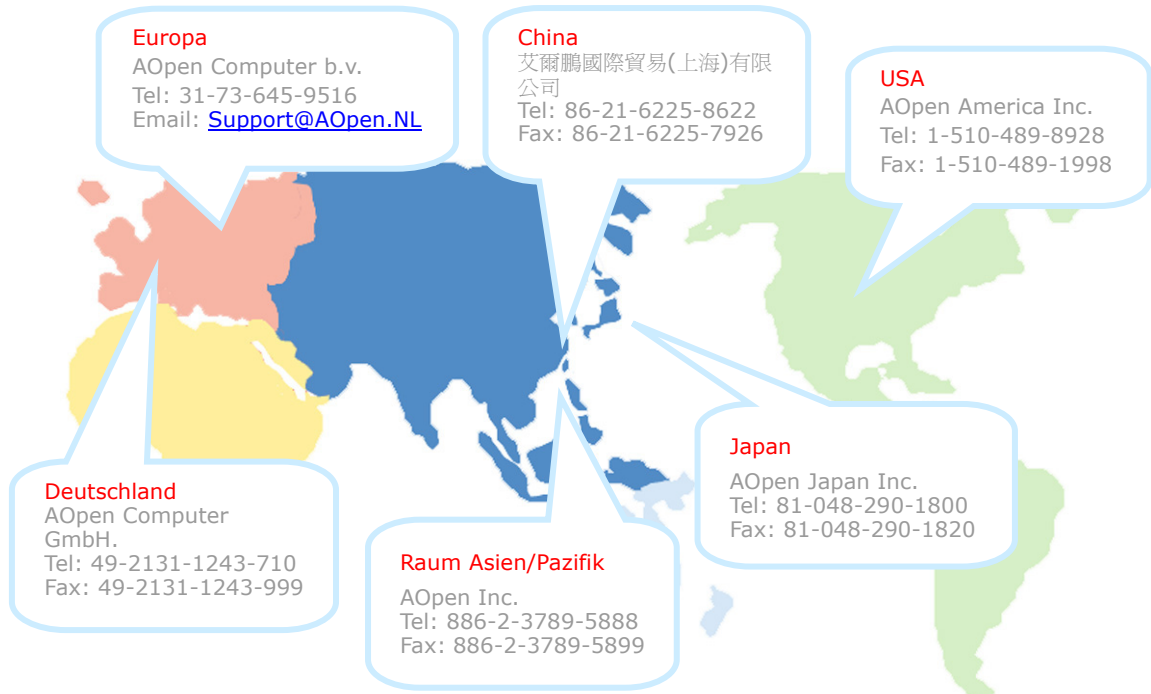 Europa
AOpen Computer b.v.
Tel: 31-73-645-9516
Email: Support@AOpen.NL
China
艾爾鵬國際貿易(上海)有限
公司
Tel: 86-21-6225-8622
Fax: 86-21-6225-7926
USA
AOpen America Inc.
Tel: 1-510-489-8928
Fax: 1-510-489-1998
Deutschland
AOpen Computer
GmbH.
Tel: 49-2131-1243-710
Fax: 49-2131-1243-999
Raum Asien/Pazifik
AOpen Inc.
Tel: 886-2-3789-5888
Fax: 886-2-3789-5899
Japan
AOpen Japan Inc.
Tel: 81-048-290-1800
Fax: 81-048-290-1820